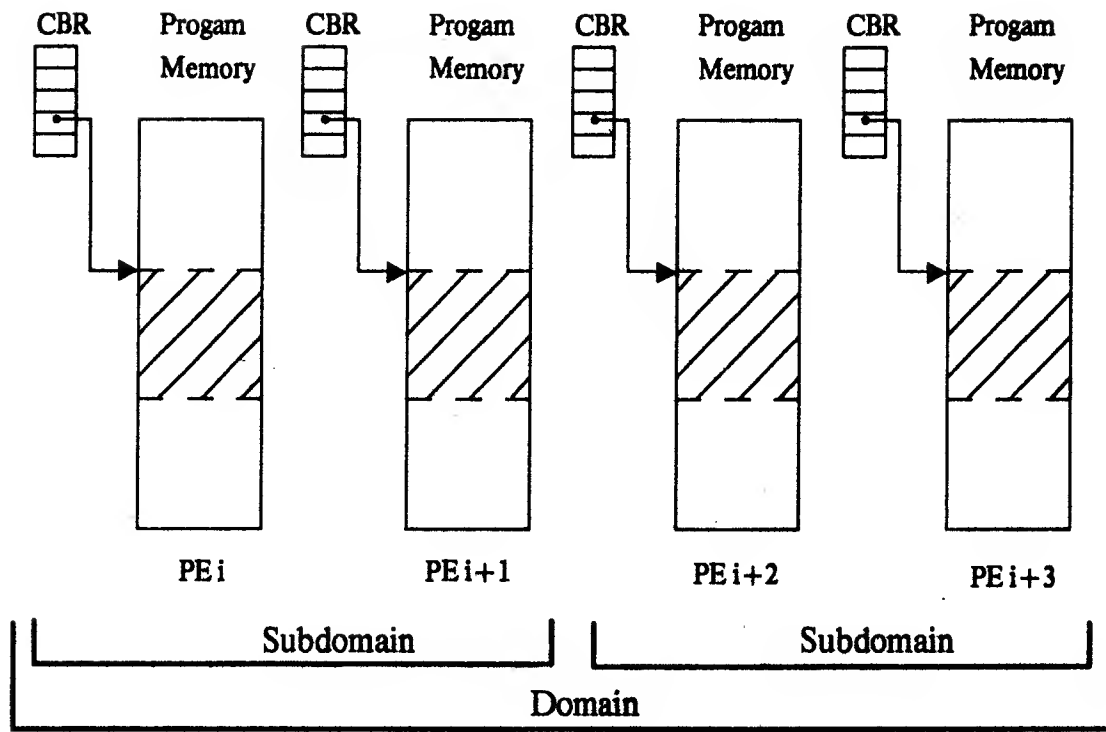 CBR Progam Memory CBR Progam Memory CBR Progam Memory CBR Progam Memory
PE i PE i+1 PE i+2 PE i+3
Subdomain Subdomain
Domain